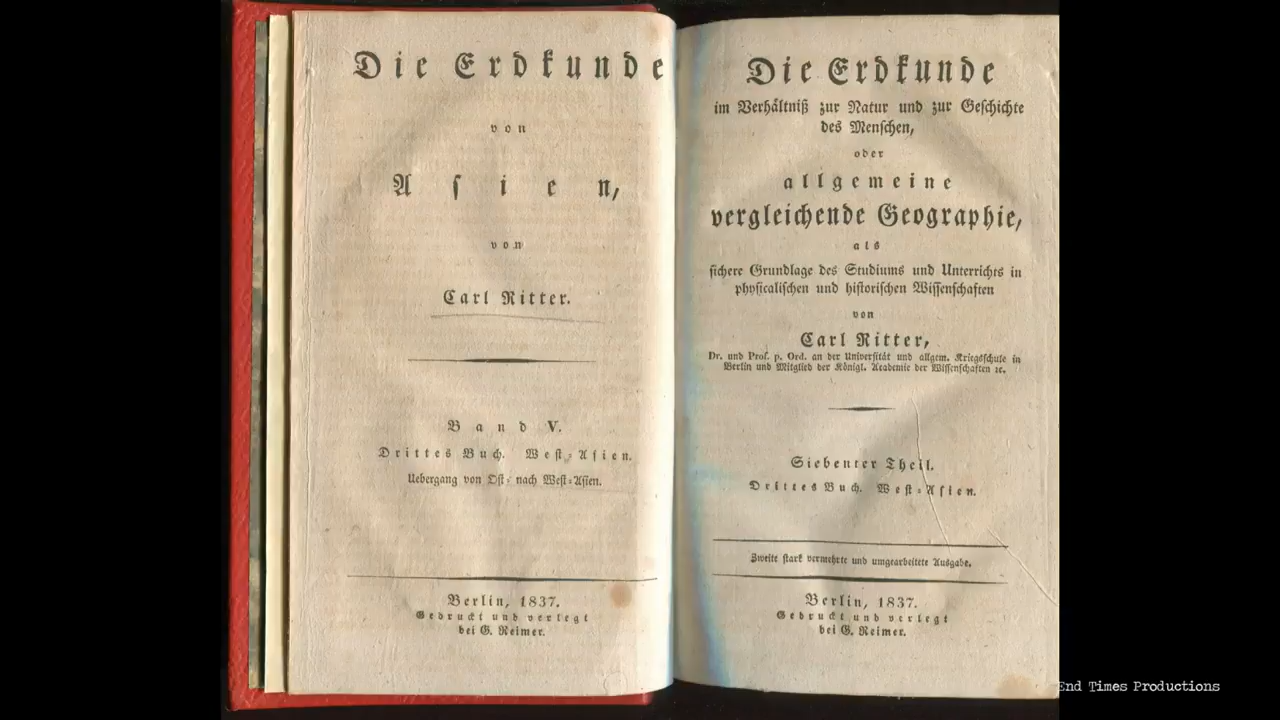 Die Erdkunde
von
Asien,
von
Carl Ritter.
Band V.
Drittes Buch. West-Asien.
Uebergang von Ost- nach West-Asien.
Berlin, 1837.
Gedruckt und verlegt
bei G. Reimer.
Die Erdkunde
im Verhältniß zur Natur und zur Geschichte
des Menschen,
oder
allgemeine
vergleichende Geographie,
als
sichere Grundlage des Studiums und Unterrichts in
physicalischen und historischen Wissenschaften
von
Carl Ritter,
Dr. und Prof. p. Ord. an der Universität und allgem. Kriegsschule in
Berlin und Mitglied der Königl. Academie der Wissenschaften ꝛc.
Siebenter Theil.
Drittes Buch. West-Asien.
Zweite stark vermehrte und umgearbeitete Ausgabe.
Berlin, 1837.
Gedruckt und verlegt
bei G. Reimer.
End Times Productions